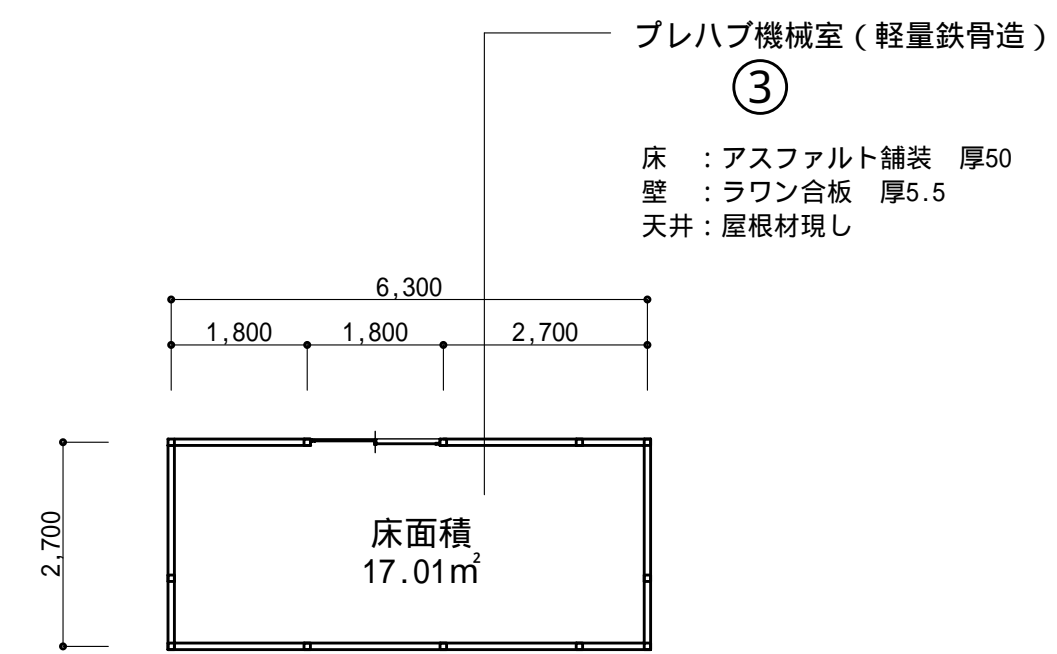 プレハブ機械室（軽量鉄骨造）
③
床　：アスファルト舗装　厚50
壁　：ラワン合板　厚5.5
天井：屋根材現し
6,300
1,800 1,800 2,700
2,700
床面積
17.01㎡